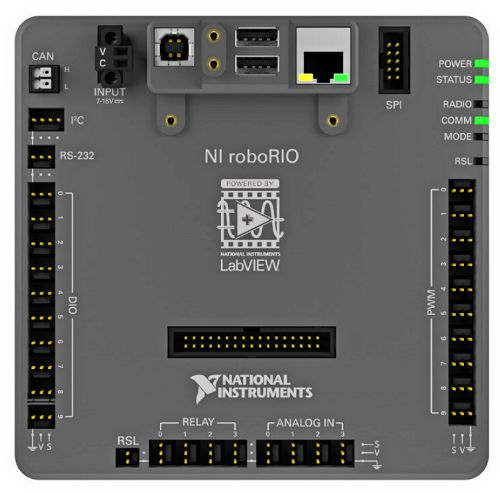 CAN
H
L
V
C
INPUT
7-16V
SPI
POWER
STATUS
RADIO
COMM
MODE
RSL
I²C
RS-232
NI roboRIO
POWERED BY
NATIONAL INSTRUMENTS
LabVIEW
DIO
0
1
2
3
4
5
6
7
8
9
PWM
0
1
2
3
4
5
6
7
8
9
NATIONAL
INSTRUMENTS
RELAY
0 1 2 3
ANALOG IN
0 1 2 3
RSL
V S
S V
S
V